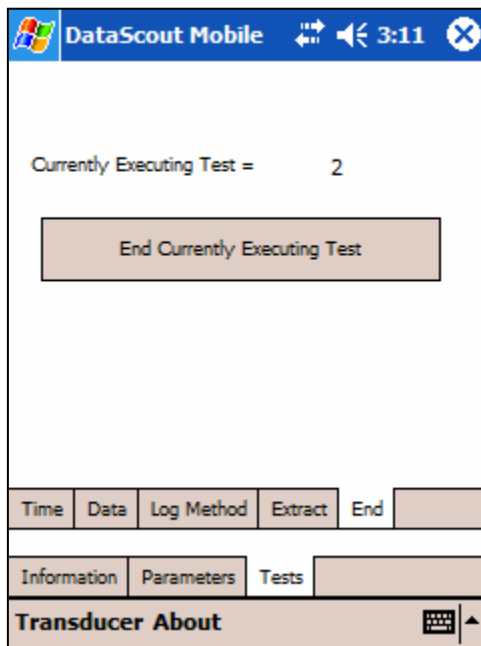 DataScout Mobile 3:11
Currently Executing Test = 2
End Currently Executing Test
Time Data Log Method Extract End
Information Parameters Tests
Transducer About